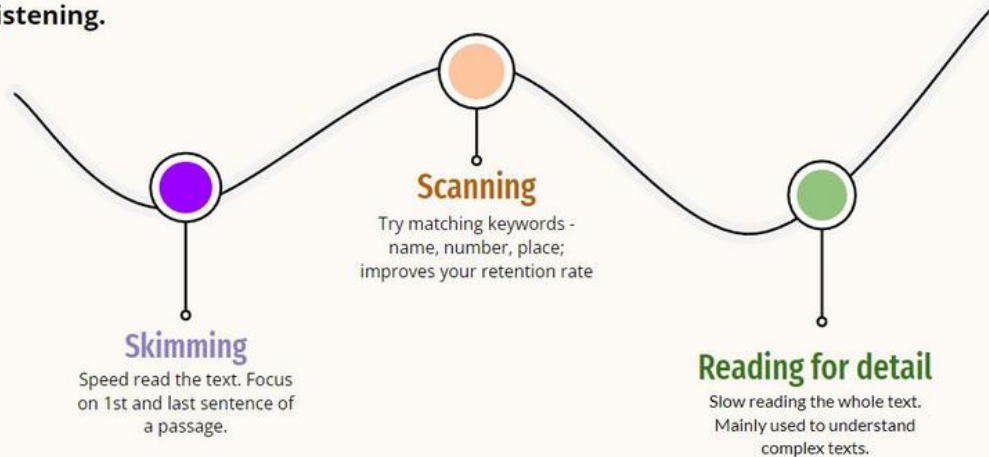 istening.
Skimming
Speed read the text. Focus
on 1st and last sentence of
a passage.
Scanning
Try matching keywords -
name, number, place;
improves your retention rate
Reading for detail
Slow reading the whole text.
Mainly used to understand
complex texts.